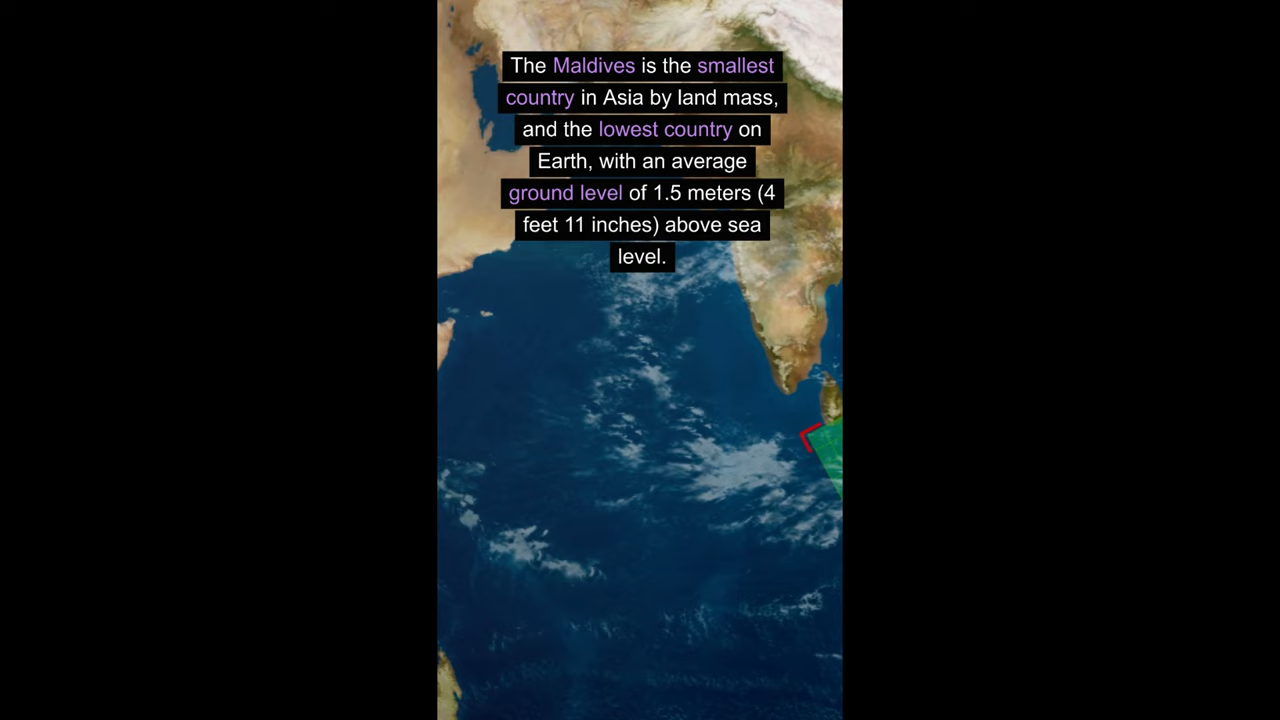 The Maldives is the smallest
country in Asia by land mass,
and the lowest country on
Earth, with an average
ground level of 1.5 meters (4
feet 11 inches) above sea
level.